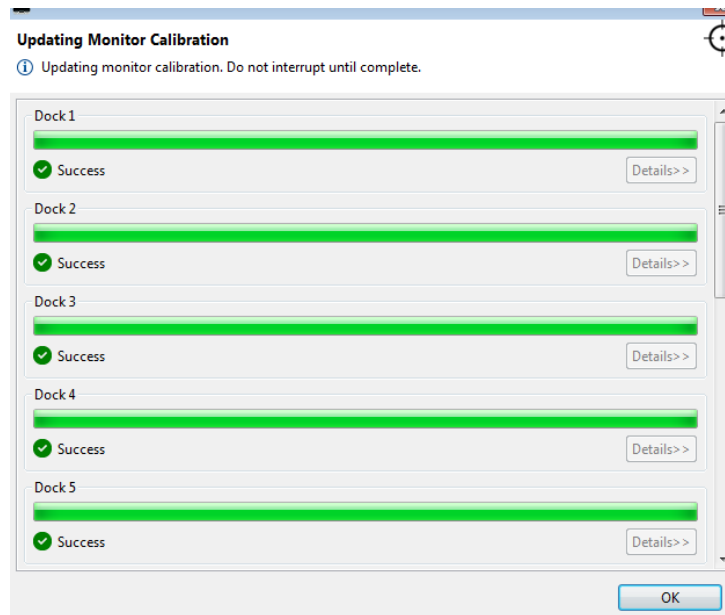 Updating Monitor Calibration
Updating monitor calibration. Do not interrupt until complete.
Dock 1
Success Details>>
Dock 2
Success Details>>
Dock 3
Success Details>>
Dock 4
Success Details>>
Dock 5
Success Details>>
OK